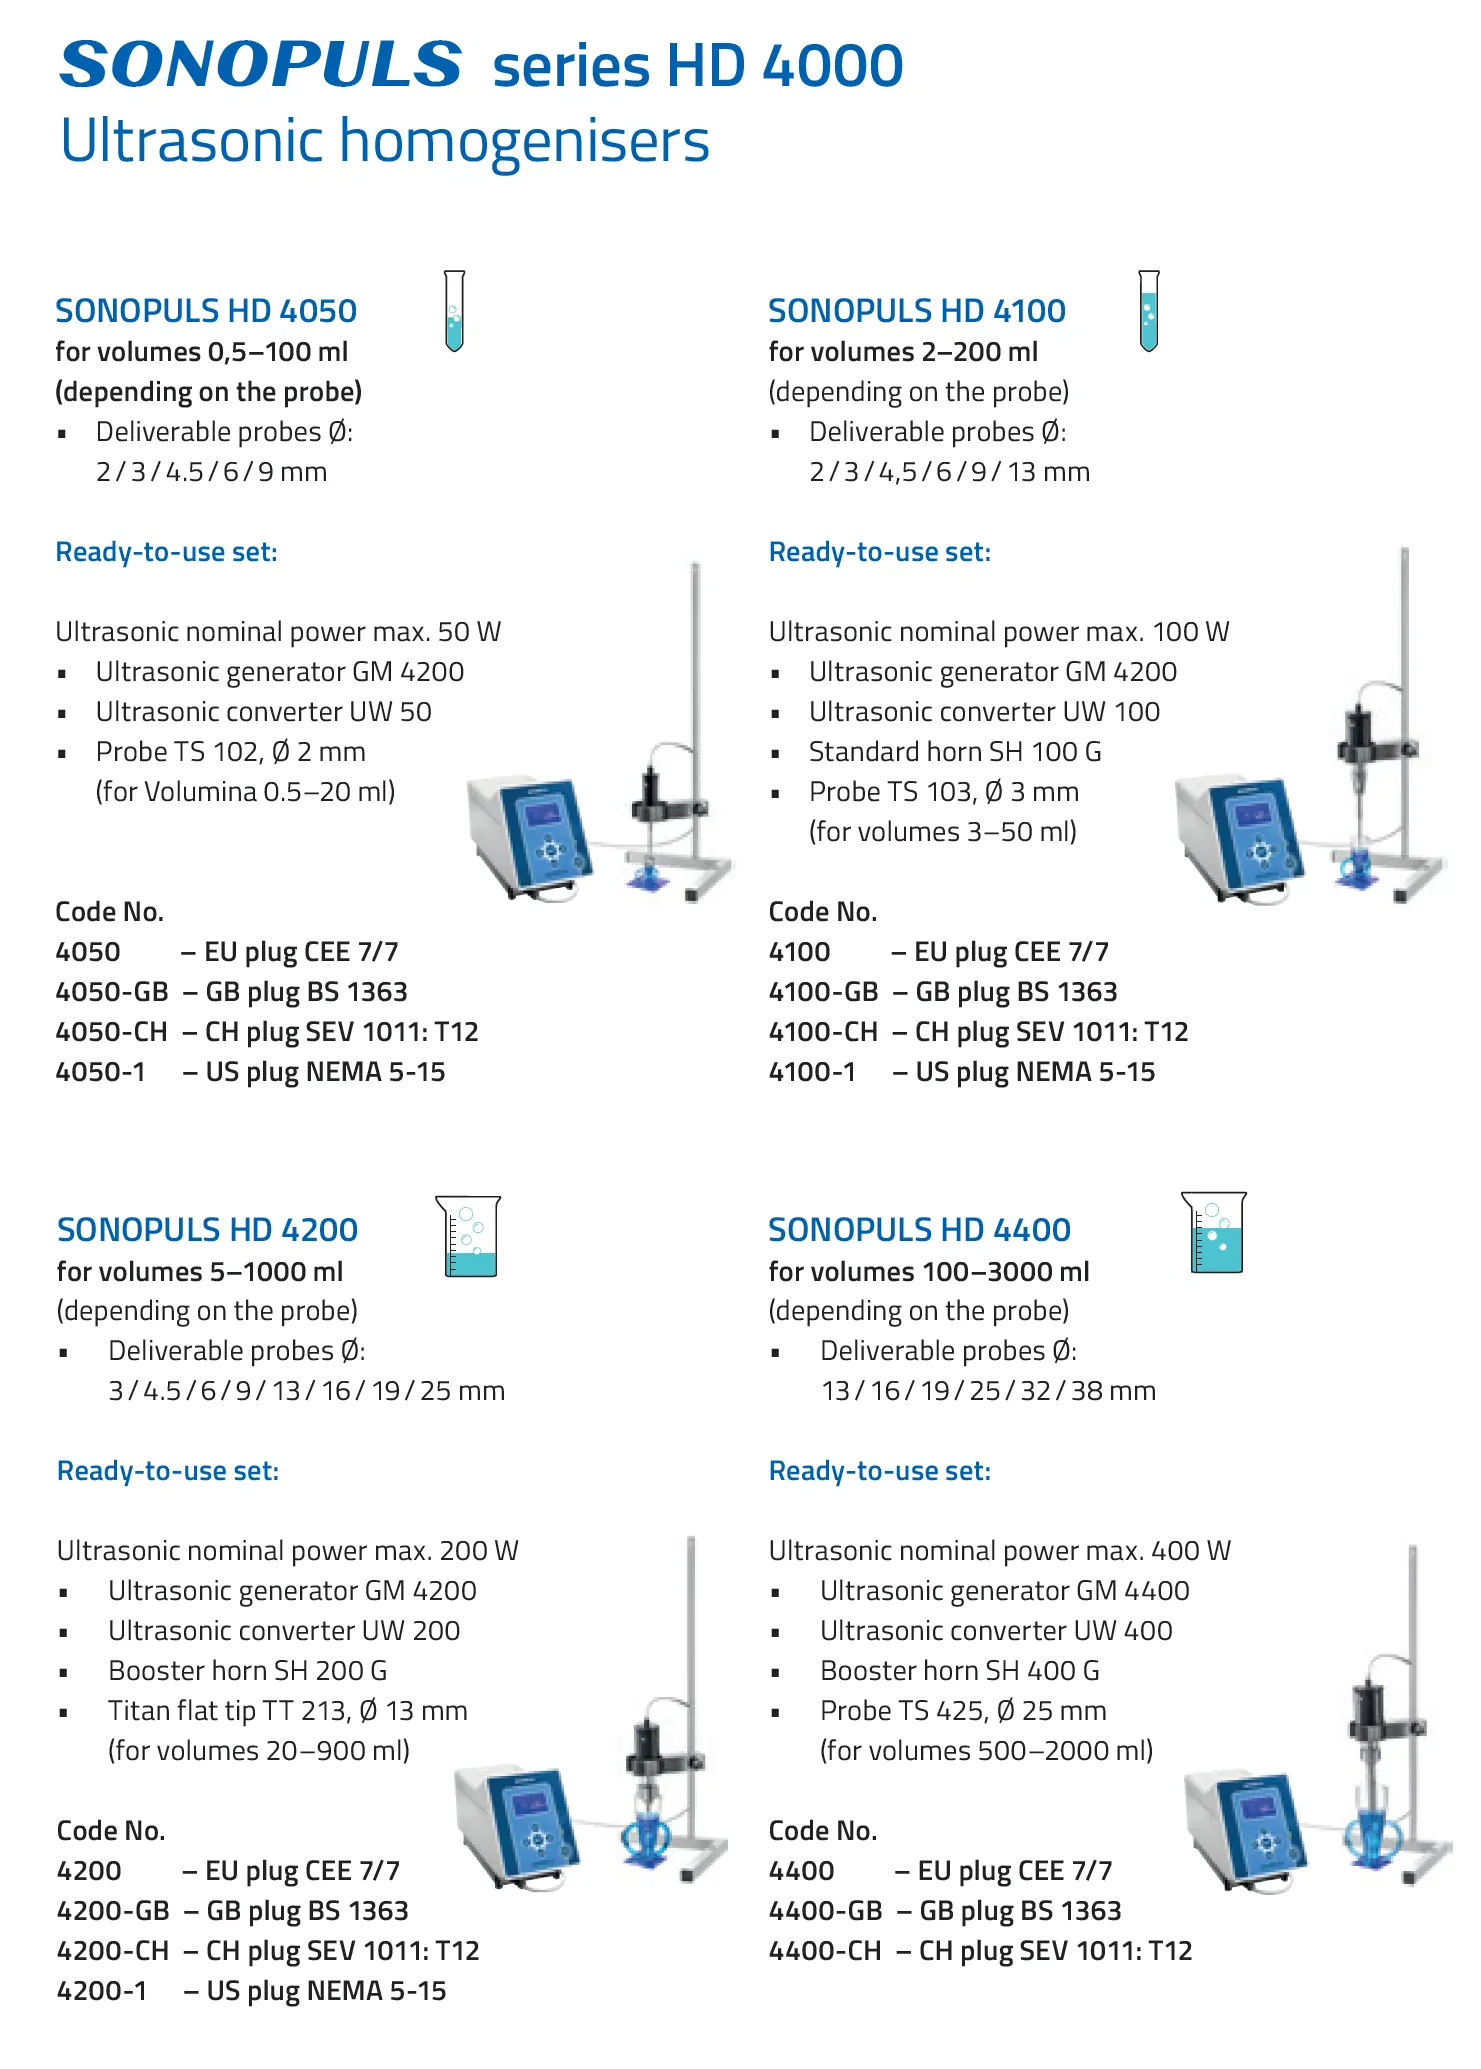 SONOPULS series HD 4000
Ultrasonic homogenisers
SONOPULS HD 4050
for volumes 0,5–100 ml
(depending on the probe)
▪ Deliverable probes Ø:
2 / 3 / 4.5 / 6 / 9 mm
Ready-to-use set:
Ultrasonic nominal power max. 50 W
▪ Ultrasonic generator GM 4200
▪ Ultrasonic converter UW 50
▪ Probe TS 102, Ø 2 mm
(for Volumina 0.5–20 ml)
Code No.
4050 – EU plug CEE 7/7
4050-GB – GB plug BS 1363
4050-CH – CH plug SEV 1011: T12
4050-1 – US plug NEMA 5-15
SONOPULS HD 4100
for volumes 2–200 ml
(depending on the probe)
▪ Deliverable probes Ø:
2 / 3 / 4,5 / 6 / 9 / 13 mm
Ready-to-use set:
Ultrasonic nominal power max. 100 W
▪ Ultrasonic generator GM 4200
▪ Ultrasonic converter UW 100
▪ Standard horn SH 100 G
▪ Probe TS 103, Ø 3 mm
(for volumes 3–50 ml)
Code No.
4100 – EU plug CEE 7/7
4100-GB – GB plug BS 1363
4100-CH – CH plug SEV 1011: T12
4100-1 – US plug NEMA 5-15
SONOPULS HD 4200
for volumes 5–1000 ml
(depending on the probe)
▪ Deliverable probes Ø:
3 / 4.5 / 6 / 9 / 13 / 16 / 19 / 25 mm
Ready-to-use set:
Ultrasonic nominal power max. 200 W
▪ Ultrasonic generator GM 4200
▪ Ultrasonic converter UW 200
▪ Booster horn SH 200 G
▪ Titan flat tip TT 213, Ø 13 mm
(for volumes 20–900 ml)
Code No.
4200 – EU plug CEE 7/7
4200-GB – GB plug BS 1363
4200-CH – CH plug SEV 1011: T12
4200-1 – US plug NEMA 5-15
SONOPULS HD 4400
for volumes 100–3000 ml
(depending on the probe)
▪ Deliverable probes Ø:
13 / 16 / 19 / 25 / 32 / 38 mm
Ready-to-use set:
Ultrasonic nominal power max. 400 W
▪ Ultrasonic generator GM 4400
▪ Ultrasonic converter UW 400
▪ Booster horn SH 400 G
▪ Probe TS 425, Ø 25 mm
(for volumes 500–2000 ml)
Code No.
4400 – EU plug CEE 7/7
4400-GB – GB plug BS 1363
4400-CH – CH plug SEV 1011: T12